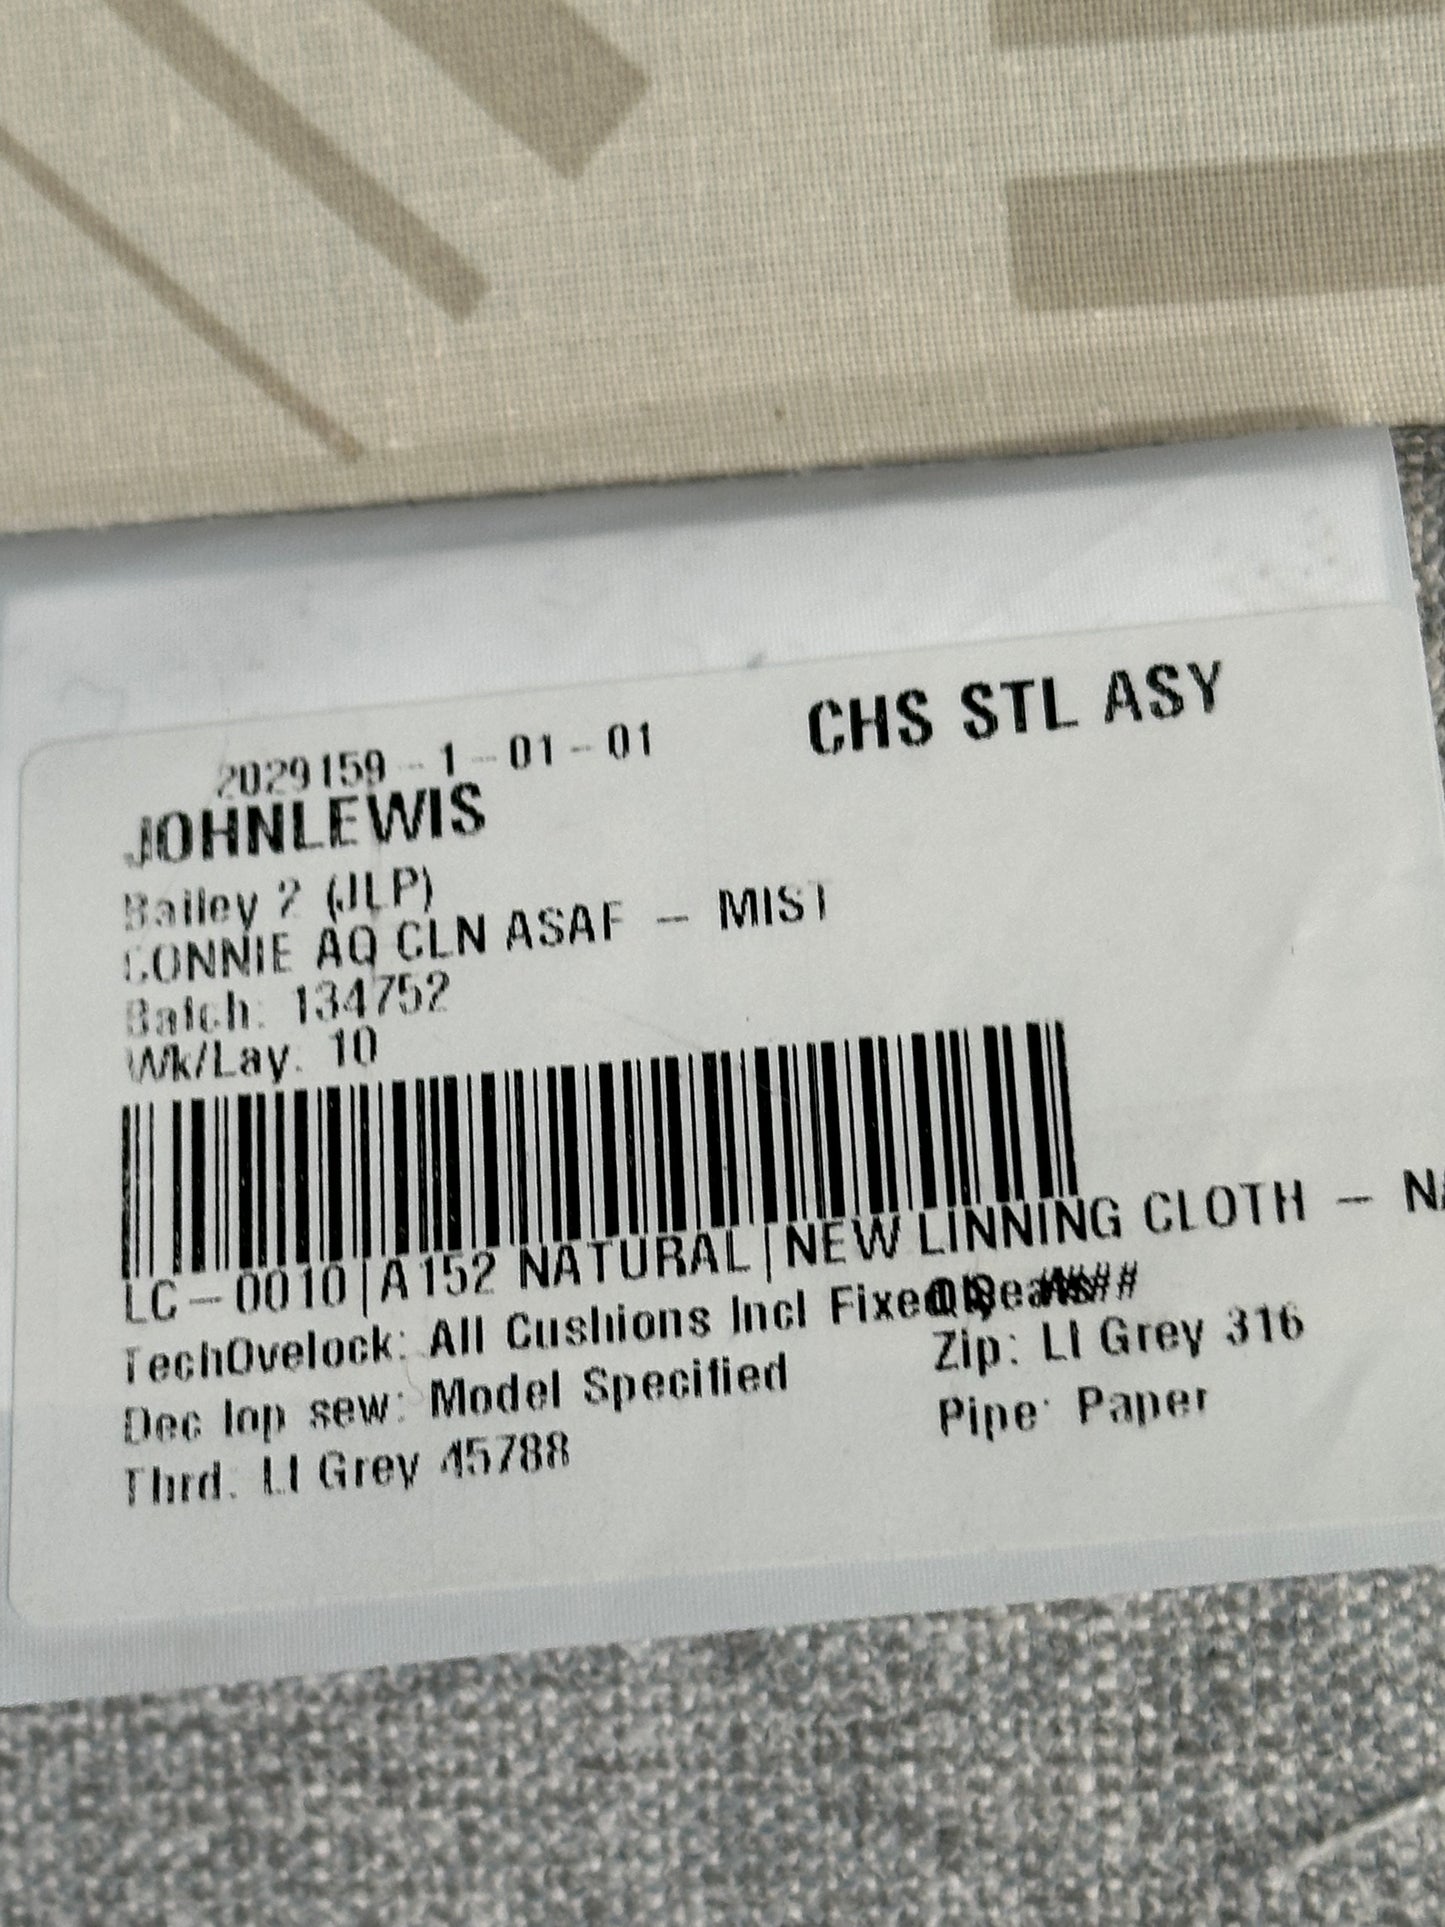 2029159 - 1 - 01 - 01 CHS STL ASY
JOHNLEWIS
Bailey 2 (JLP)
CONNIE AQ CLN ASAF - MIST
Batch: 134752
Wk/Lay: 10
LC-0010|A152 NATURAL|NEW LINNING CLOTH - NA
TechOvelock: All Cushions Incl Fixed
Dec top sew: Model Specified Zip: Lt Grey 316
Thrd: Lt Grey 45788 Pipe: Paper